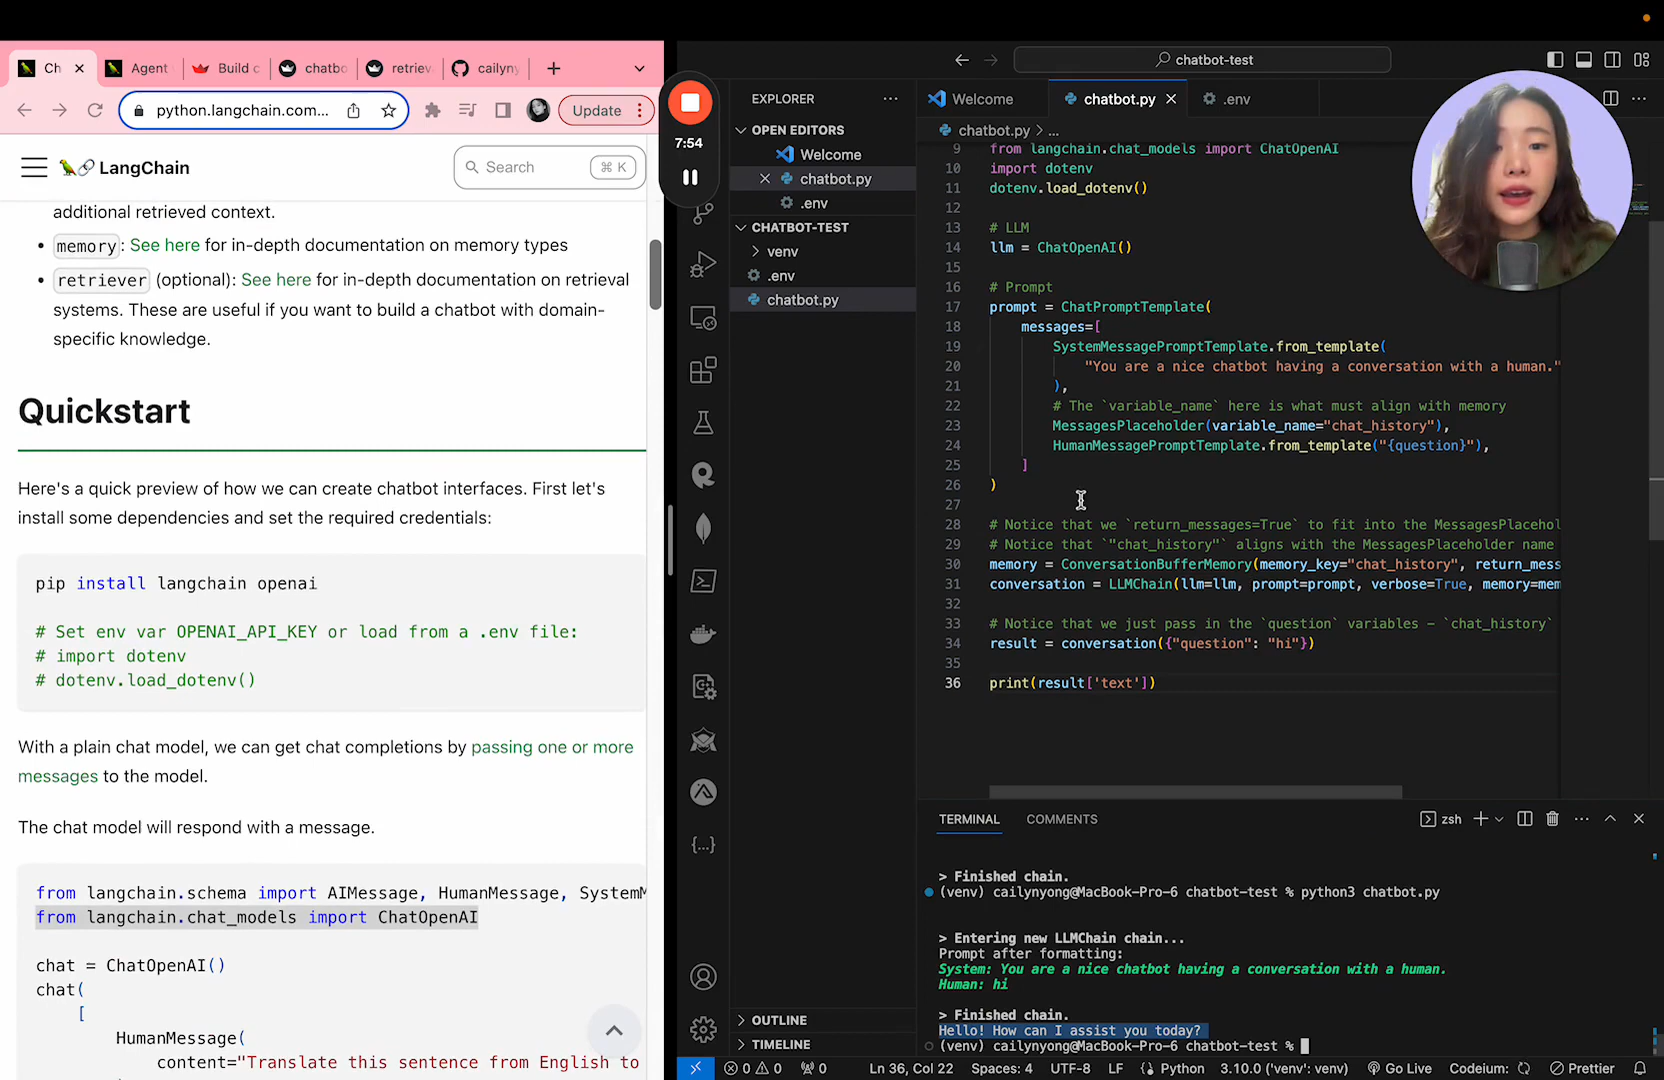 Ch
Agent
Build c
chatbo
retriev
cailyny
python.langchain.com...
Update
LangChain
Search
⌘ K
additional retrieved context.
• memory: See here for in-depth documentation on memory types
• retriever (optional): See here for in-depth documentation on retrieval
systems. These are useful if you want to build a chatbot with domain-
specific knowledge.
Quickstart
Here's a quick preview of how we can create chatbot interfaces. First let's
install some dependencies and set the required credentials:
pip install langchain openai
# Set env var OPENAI_API_KEY or load from a .env file:
# import dotenv
# dotenv.load_dotenv()
With a plain chat model, we can get chat completions by passing one or more
messages to the model.
The chat model will respond with a message.
from langchain.schema import AIMessage, HumanMessage, SystemM
from langchain.chat_models import ChatOpenAI
chat = ChatOpenAI()
chat(
[
HumanMessage(
content="Translate this sentence from English to
7:54
chatbot-test
EXPLORER
OPEN EDITORS
Welcome
chatbot.py
.env
CHATBOT-TEST
venv
.env
chatbot.py
OUTLINE
TIMELINE
Welcome
chatbot.py
.env
chatbot.py > ...
9 from langchain.chat_models import ChatOpenAI
10 import dotenv
11 dotenv.load_dotenv()
12
13 # LLM
14 llm = ChatOpenAI()
15
16 # Prompt
17 prompt = ChatPromptTemplate(
18 messages=[
19 SystemMessagePromptTemplate.from_template(
20 "You are a nice chatbot having a conversation with a human."
21 ),
22 # The `variable_name` here is what must align with memory
23 MessagesPlaceholder(variable_name="chat_history"),
24 HumanMessagePromptTemplate.from_template("{question}"),
25 ]
26 )
27
28 # Notice that we `return_messages=True` to fit into the MessagesPlacehol
29 # Notice that `"chat_history"` aligns with the MessagesPlaceholder name
30 memory = ConversationBufferMemory(memory_key="chat_history", return_mess
31 conversation = LLMChain(llm=llm, prompt=prompt, verbose=True, memory=mem
32
33 # Notice that we just pass in the `question` variables - `chat_history`
34 result = conversation({"question": "hi"})
35
36 print(result['text'])
TERMINAL
COMMENTS
zsh
> Finished chain.
(venv) cailynyong@MacBook-Pro-6 chatbot-test % python3 chatbot.py
> Entering new LLMChain chain...
Prompt after formatting:
System: You are a nice chatbot having a conversation with a human.
Human: hi
> Finished chain.
Hello! How can I assist you today?
(venv) cailynyong@MacBook-Pro-6 chatbot-test %
0 0 0 Ln 36, Col 22 Spaces: 4 UTF-8 LF Python 3.10.0 ('venv': venv) Go Live Codeium: Prettier